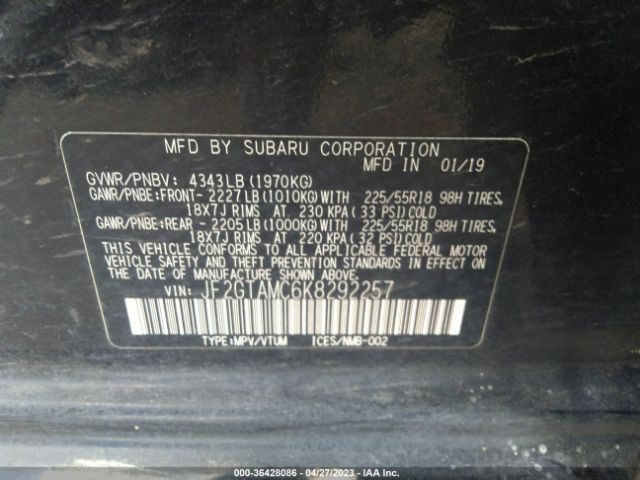 MFD BY SUBARU CORPORATION
MFD IN 01/19
GVWR/PNBV: 4343LB(1970KG)
GAWR/PNBE:FRONT- 2227LB(1010KG)WITH 225/55R18 98H TIRES,
18X7J RIMS AT 230 KPA(33 PSI)COLD
GAWR/PNBE:REAR - 2205LB(1000KG)WITH 225/55R18 98H TIRES,
18X7J RIMS AT 220 KPA(32 PSI)COLD
THIS VEHICLE CONFORMS TO ALL APPLICABLE FEDERAL MOTOR
VEHICLE SAFETY AND THEFT PREVENTION STANDARDS IN EFFECT
ON THE DATE OF MANUFACTURE SHOWN ABOVE.
VIN: JF2GTAMC6K8292257
TYPE:MPV/VTUM ICES/NMB-002
000-36428086 - 04/27/2023 - IAA Inc.